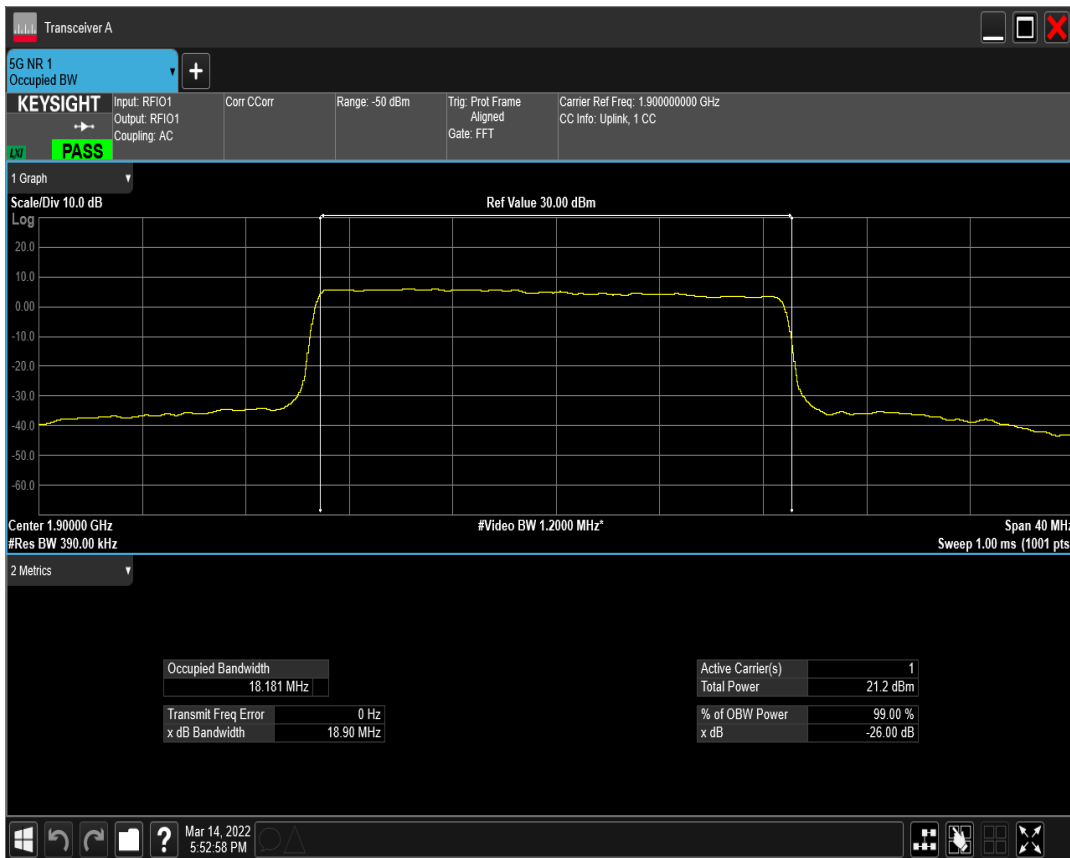 Transceiver A
5G NR 1
Occupied BW
+
KEYSIGHT
LXI
PASS
Input: RFIO1
Output: RFIO1
Coupling: AC
Corr CCorr
Range: -50 dBm
Trig: Prot Frame
Aligned
Gate: FFT
Carrier Ref Freq: 1.900000000 GHz
CC Info: Uplink, 1 CC
1 Graph
Scale/Div 10.0 dB
Ref Value 30.00 dBm
Log
20.0
10.0
0.00
-10.0
-20.0
-30.0
-40.0
-50.0
-60.0
Center 1.90000 GHz
#Video BW 1.2000 MHz*
Span 40 MHz
#Res BW 390.00 kHz
Sweep 1.00 ms (1001 pts
2 Metrics
Occupied Bandwidth
18.181 MHz
Transmit Freq Error 0 Hz
x dB Bandwidth 18.90 MHz
Active Carrier(s) 1
Total Power 21.2 dBm
% of OBW Power 99.00 %
x dB -26.00 dB
?
Mar 14, 2022
5:52:58 PM